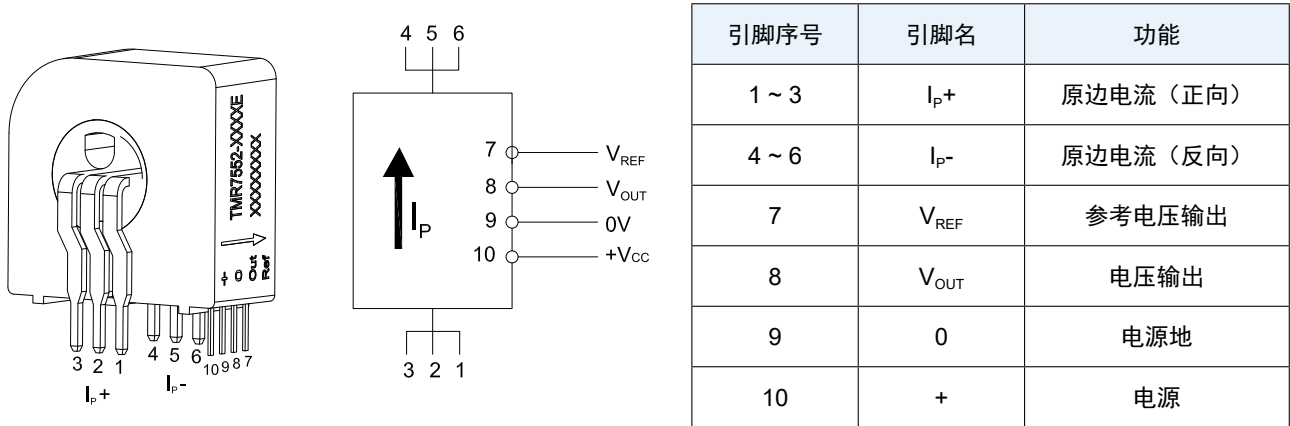 TMR7552-XXXXE
XXXXXXXX
+ 0 Out Ref
3 2 1 4 5 6 10 9 8 7
IP+ IP-
4 5 6
7 VREF
8 VOUT
IP
9 0V
10 +VCC
3 2 1
引脚序号 引脚名 功能
1 ~ 3 IP+ 原边电流（正向）
4 ~ 6 IP- 原边电流（反向）
7 VREF 参考电压输出
8 VOUT 电压输出
9 0 电源地
10 + 电源